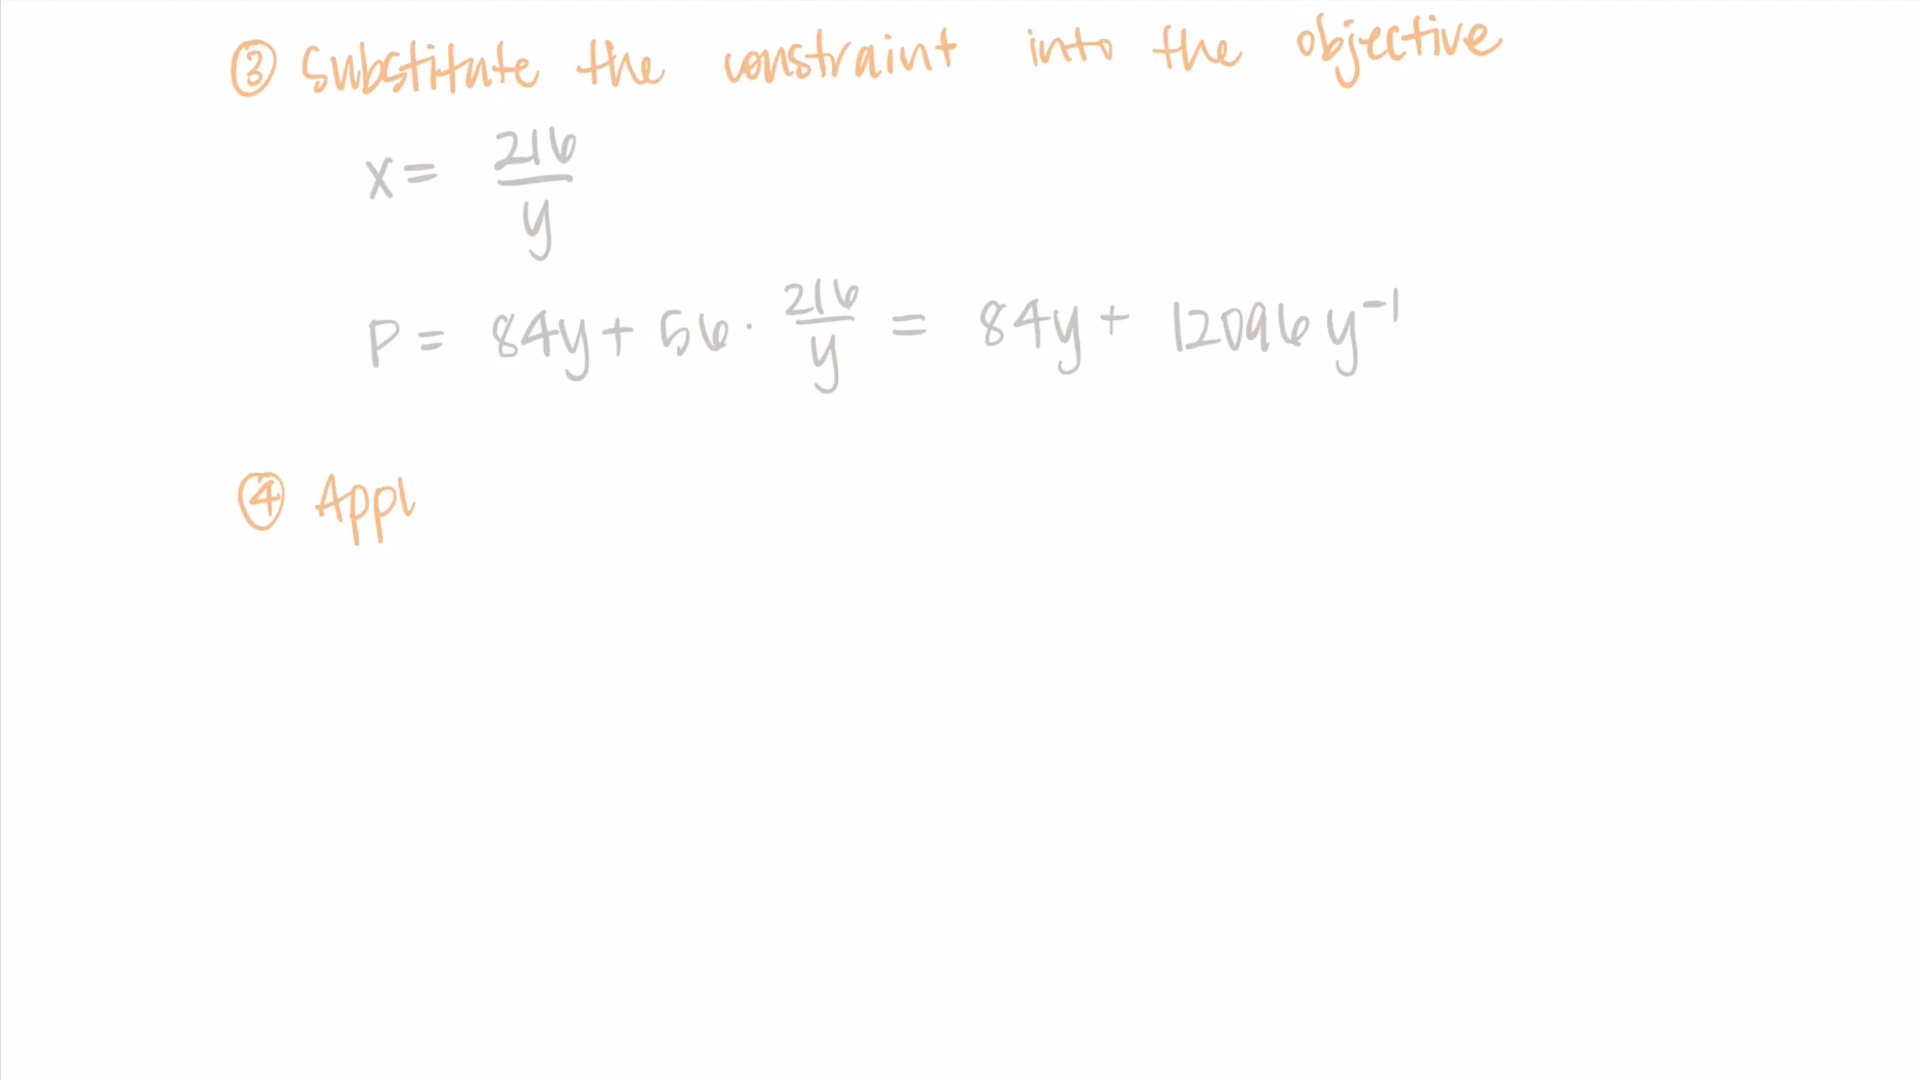 ③ Substitute the constraint into the objective
x = 216/y
P = 84y + 56 · 216/y = 84y + 12096y⁻¹
④ Appl